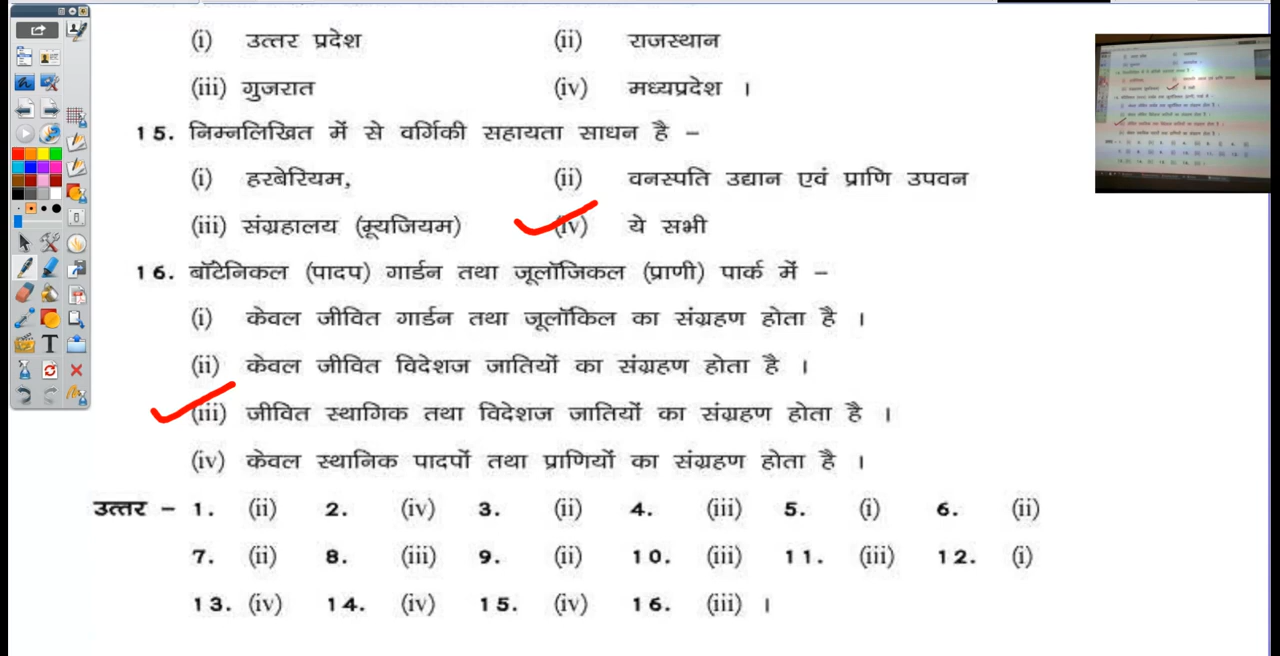 (i) उत्तर प्रदेश (ii) राजस्थान
(iii) गुजरात (iv) मध्यप्रदेश ।
15. निम्नलिखित में से वर्गिकी सहायता साधन है –
(i) हरबेरियम, (ii) वनस्पति उद्यान एवं प्राणि उपवन
(iii) संग्रहालय (म्यूजियम) (iv) ये सभी
16. बॉटेनिकल (पादप) गार्डन तथा जूलॉजिकल (प्राणी) पार्क में –
(i) केवल जीवित गार्डन तथा जूलॉकिल का संग्रहण होता है ।
(ii) केवल जीवित विदेशज जातियों का संग्रहण होता है ।
(iii) जीवित स्थागिक तथा विदेशज जातियों का संग्रहण होता है ।
(iv) केवल स्थानिक पादपों तथा प्राणियों का संग्रहण होता है ।
उत्तर – 1. (ii) 2. (iv) 3. (ii) 4. (iii) 5. (i) 6. (ii)
7. (ii) 8. (iii) 9. (ii) 10. (iii) 11. (iii) 12. (i)
13. (iv) 14. (iv) 15. (iv) 16. (iii) ।